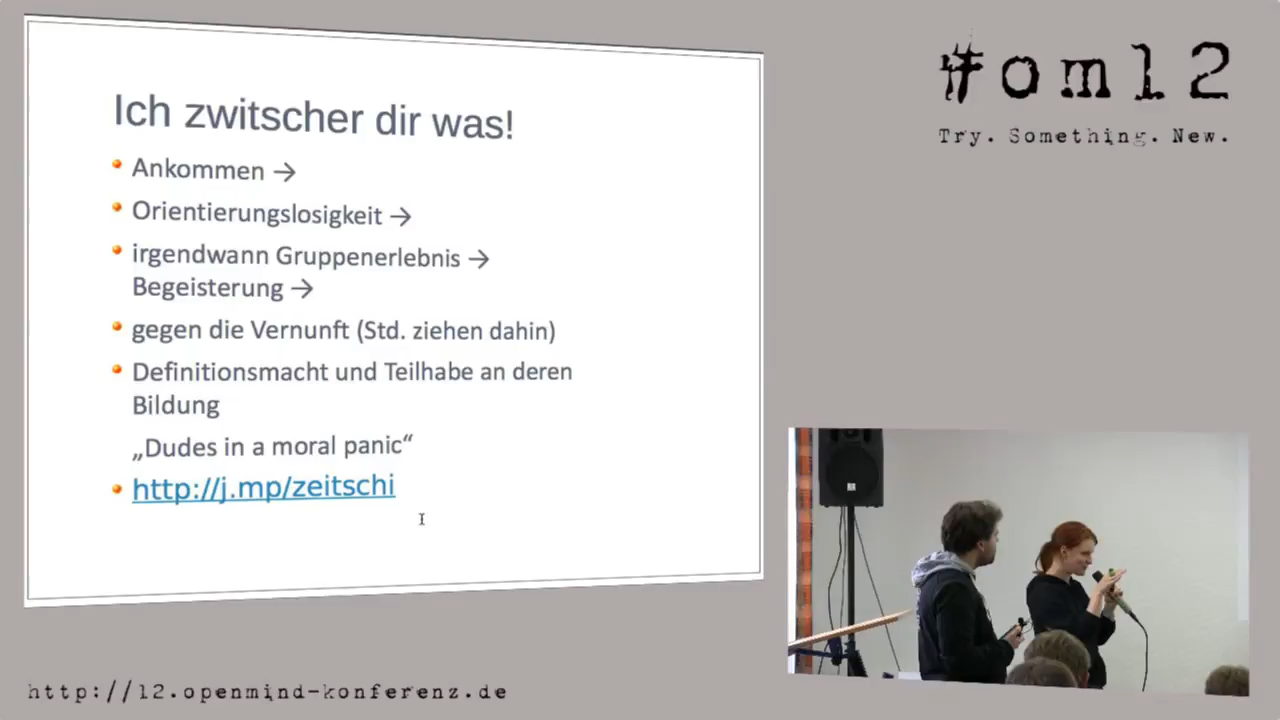 Ich zwitscher dir was!
Ankommen →
Orientierungslosigkeit →
irgendwann Gruppenerlebnis →
Begeisterung →
gegen die Vernunft (Std. ziehen dahin)
Definitionsmacht und Teilhabe an deren
Bildung
„Dudes in a moral panic“
http://j.mp/zeitschi
#om12
Try. Something. New.
http://12.openmind-konferenz.de